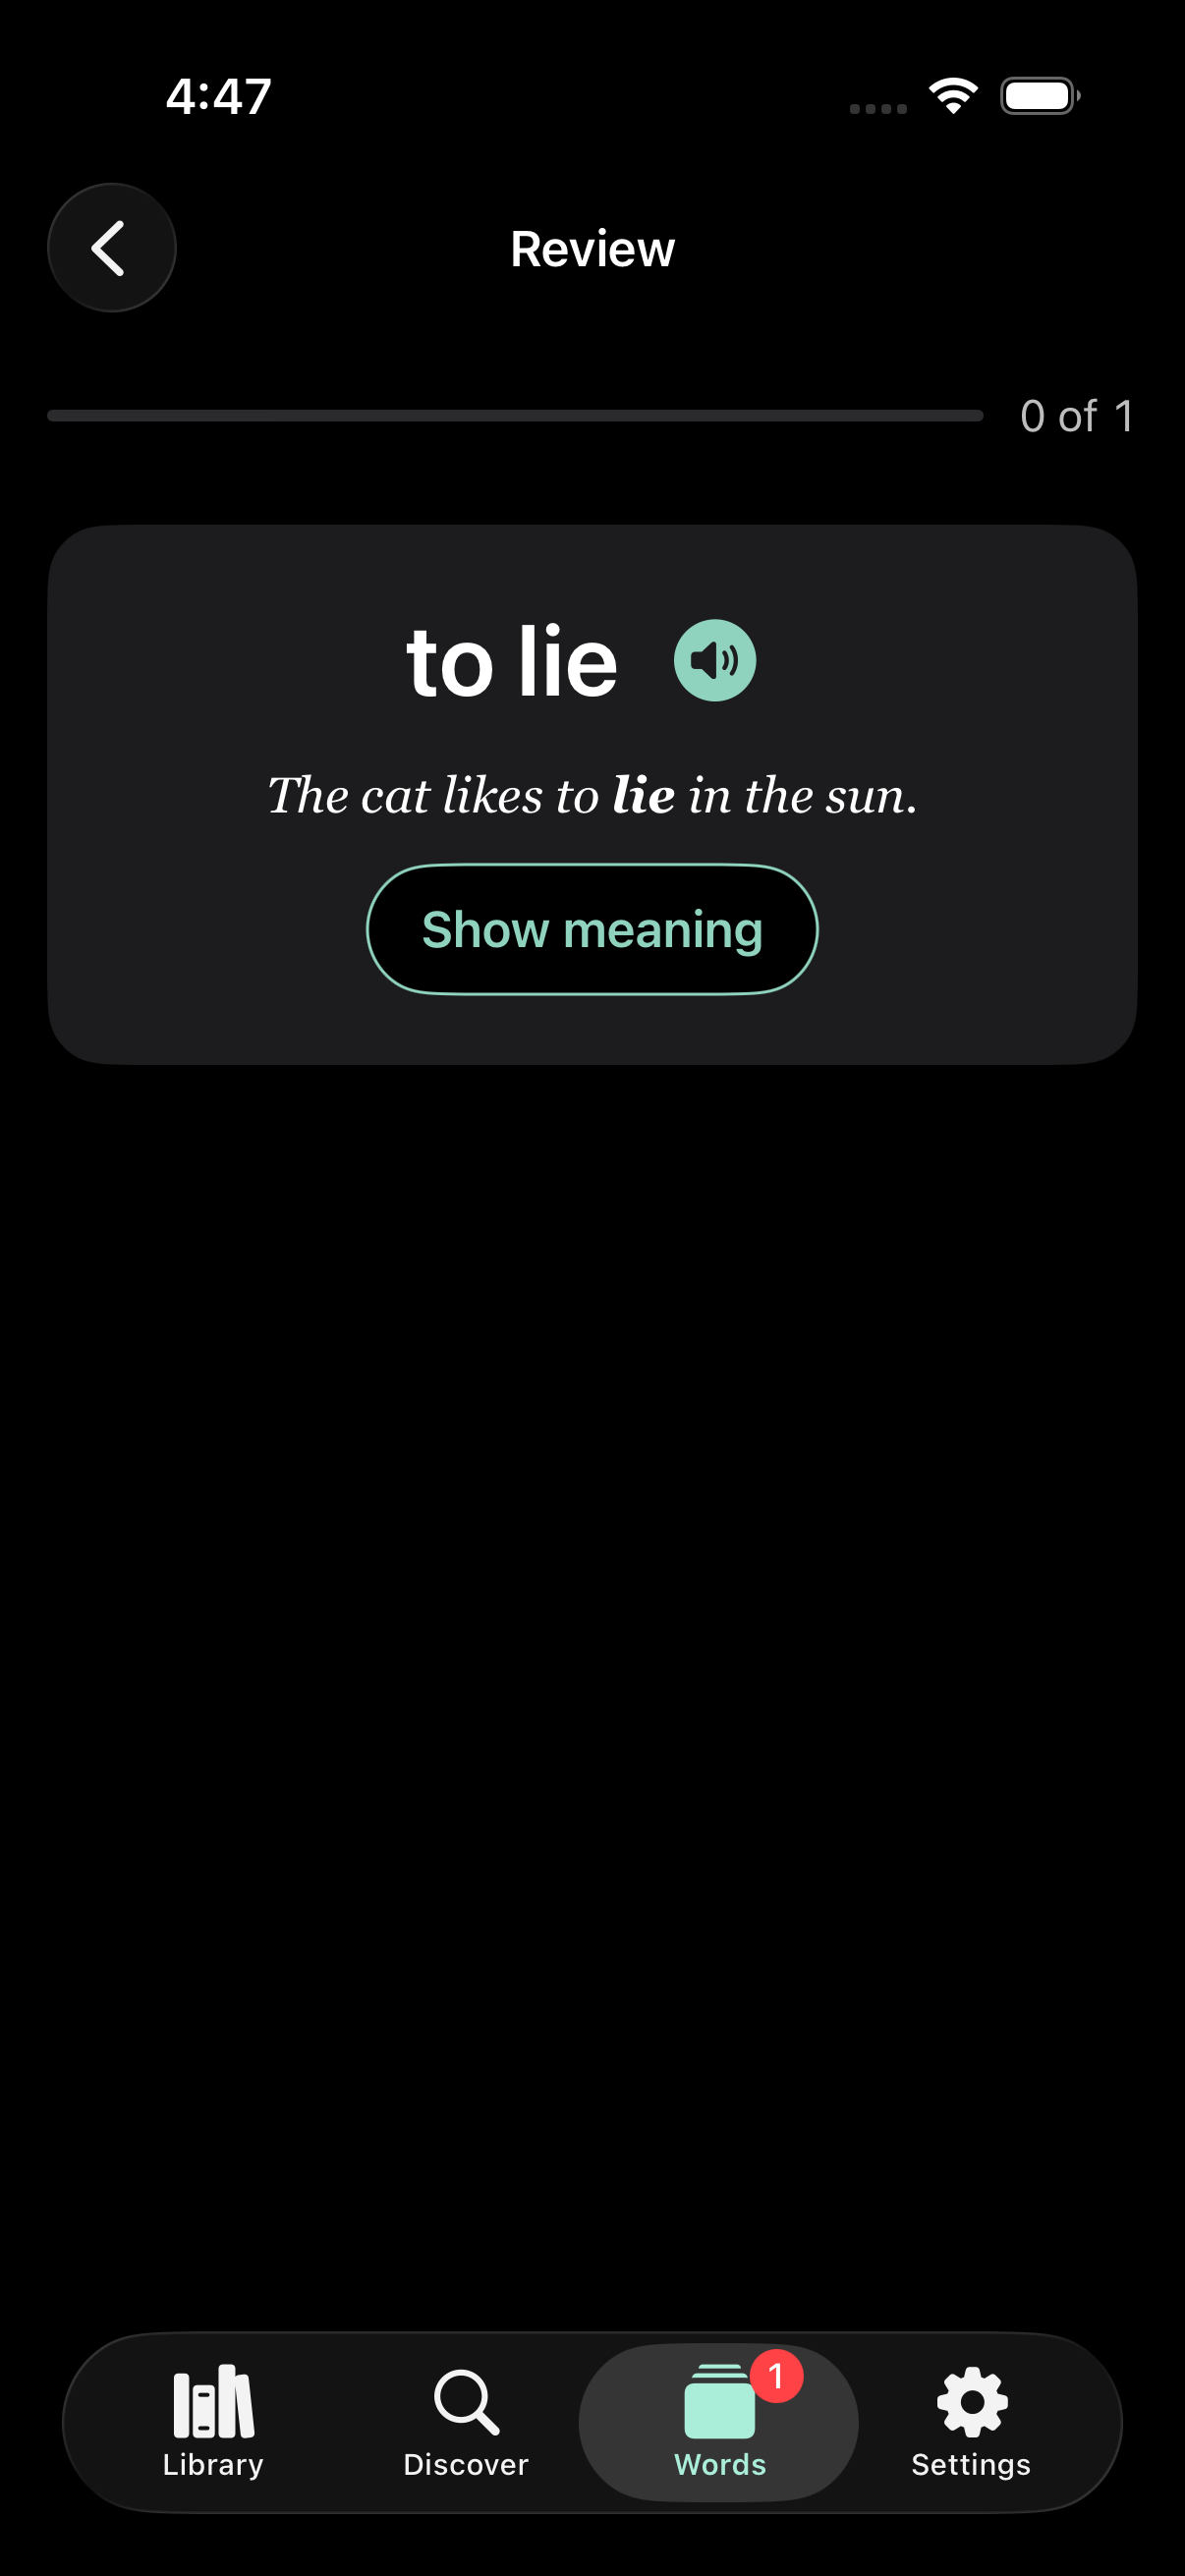 4:47
Review
0 of 1
to lie
The cat likes to lie in the sun.
Show meaning
1
Library
Discover
Words
Settings